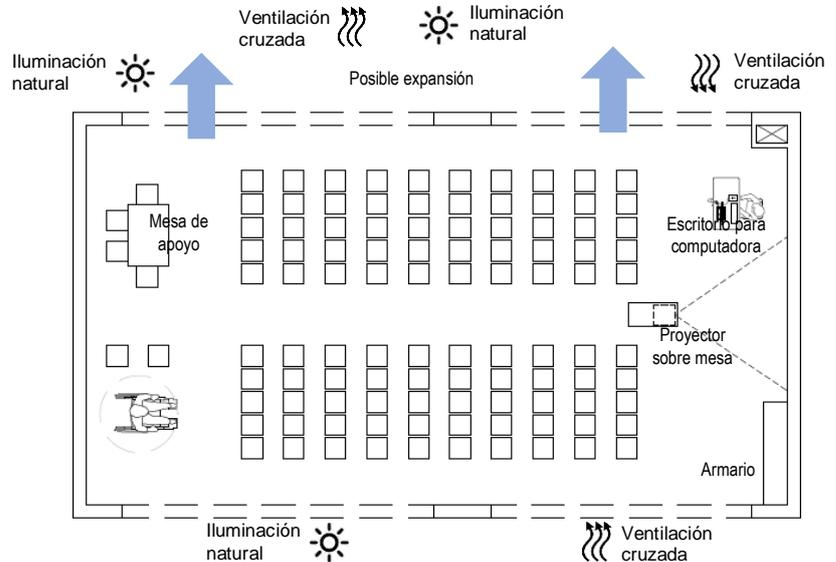 Ventilación
cruzada
Iluminación
natural
Iluminación
natural
Posible expansión
Ventilación
cruzada
Mesa de
apoyo
Escritorio para
computadora
Proyector
sobre mesa
Armario
Iluminación
natural
Ventilación
cruzada